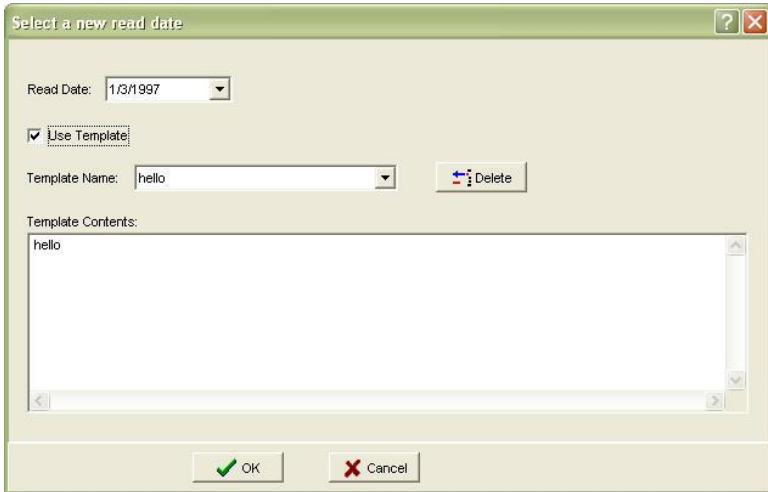 Select a new read date
Read Date: 1/3/1997
Use Template
Template Name: hello Delete
Template Contents:
hello
OK Cancel